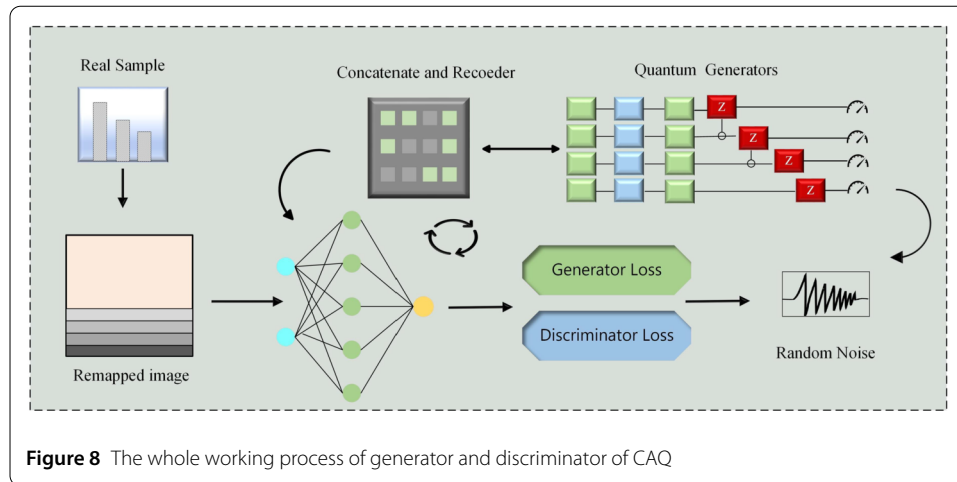 Real Sample
Concatenate and Recoeder
Quantum Generators
Z
Z
Z
Z
Generator Loss
Discriminator Loss
Remapped image
Random Noise
Figure 8 The whole working process of generator and discriminator of CAQ